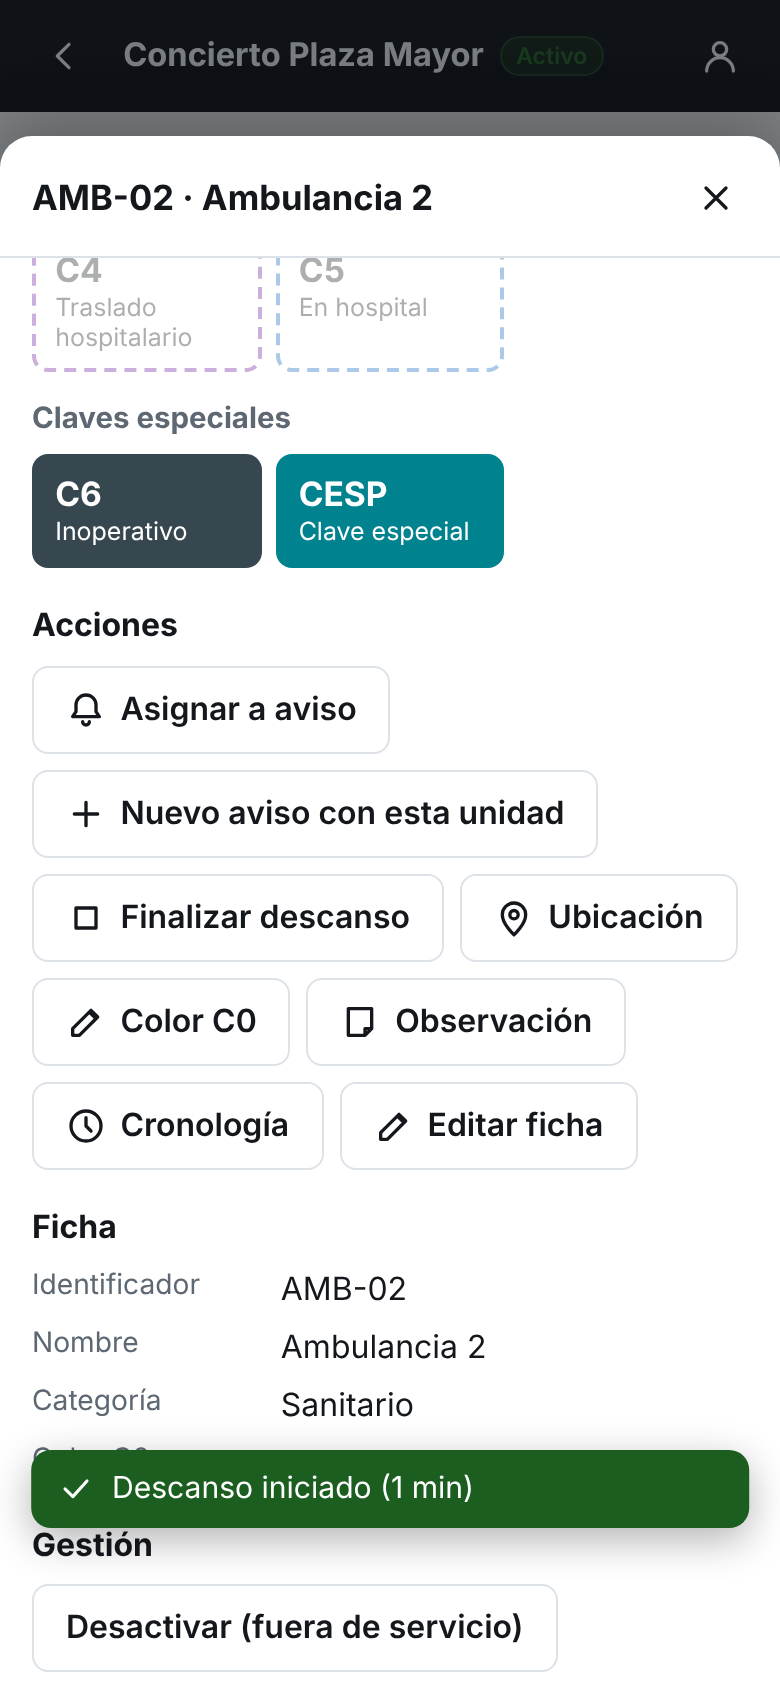 Concierto Plaza Mayor
Activo
AMB-02 · Ambulancia 2
C4
Traslado
hospitalario
C5
En hospital
Claves especiales
C6
Inoperativo
CESP
Clave especial
Acciones
Asignar a aviso
Nuevo aviso con esta unidad
Finalizar descanso
Ubicación
Color C0
Observación
Cronología
Editar ficha
Ficha
Identificador
AMB-02
Nombre
Ambulancia 2
Categoría
Sanitario
Descanso iniciado (1 min)
Gestión
Desactivar (fuera de servicio)